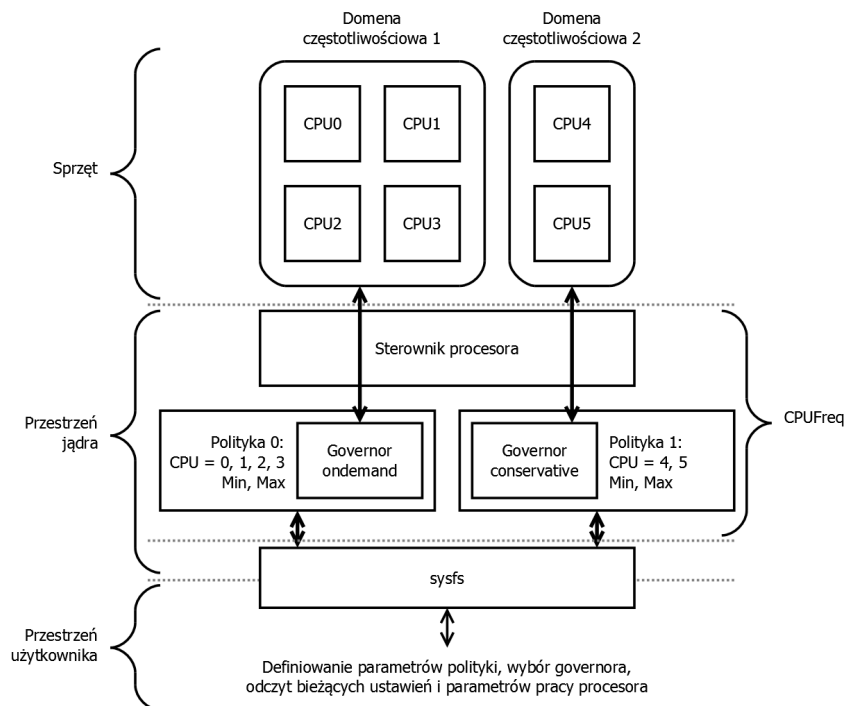 Domena
częstotliwościowa 1
Domena
częstotliwościowa 2
CPU0
CPU1
CPU4
Sprzęt
CPU2
CPU3
CPU5
Sterownik procesora
Przestrzeń
jądra
CPUFreq
Polityka 0:
CPU = 0, 1, 2, 3
Min, Max
Governor
ondemand
Governor
conservative
Polityka 1:
CPU = 4, 5
Min, Max
sysfs
Przestrzeń
użytkownika
Definiowanie parametrów polityki, wybór governora,
odczyt bieżących ustawień i parametrów pracy procesora